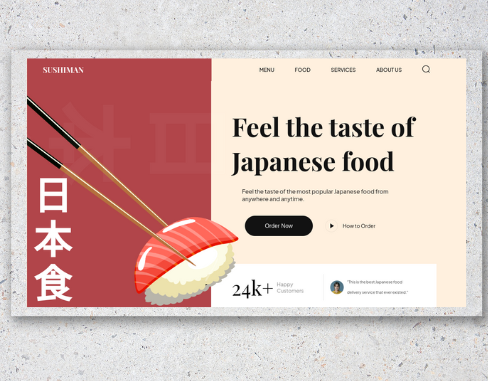 SUSHIMAN
MENU FOOD SERVICES ABOUT US
Feel the taste of
Japanese food
Feel the taste of the most popular Japanese food from
anywhere and anytime.
Order Now
How to Order
日本食
24k+
Happy
Customers
"This is the best Japanese food
delivery service that ever existed."